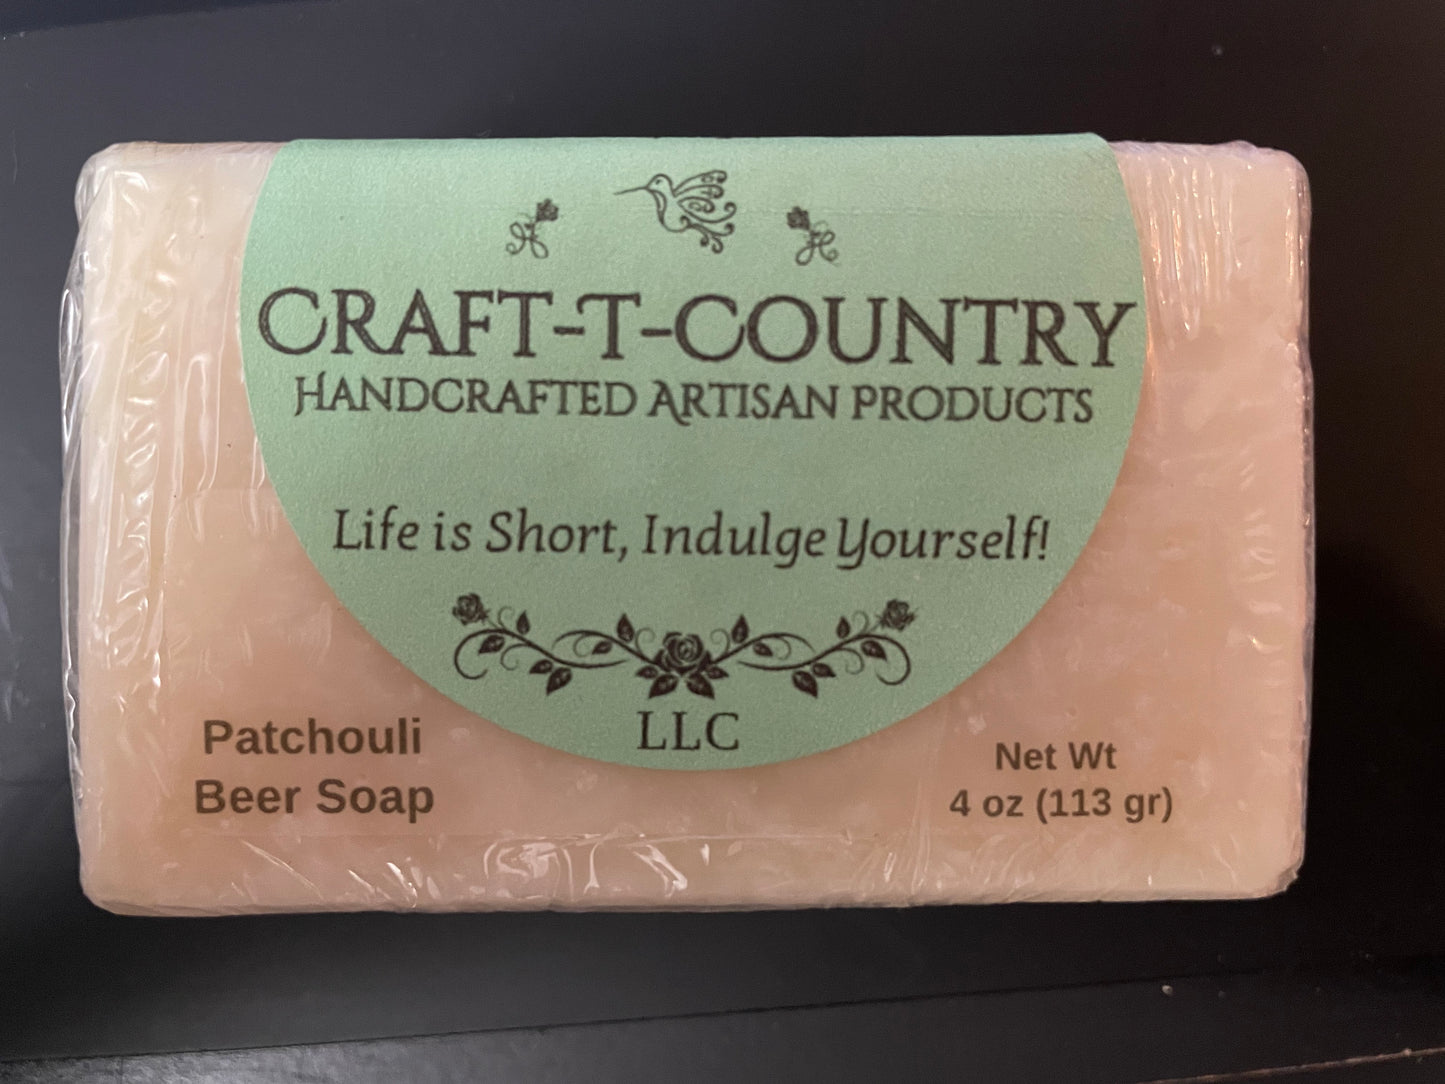 CRAFT-T-COUNTRY
HANDCRAFTED ARTISAN PRODUCTS
Life is Short, Indulge Yourself!
LLC
Patchouli
Beer Soap
Net Wt
4 oz (113 gr)